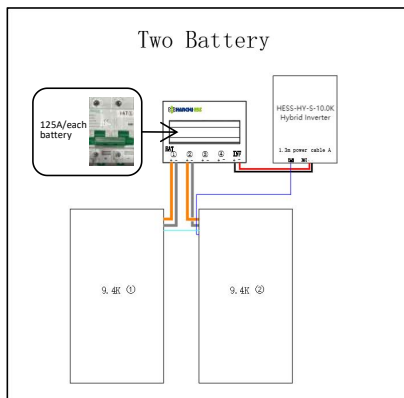 Two Battery
125A/each
battery
BAT
① ② ③ ④ INV
HESS-HY-S-10.0K
Hybrid Inverter
1.3m power cable A
9.4K ①
9.4K ②